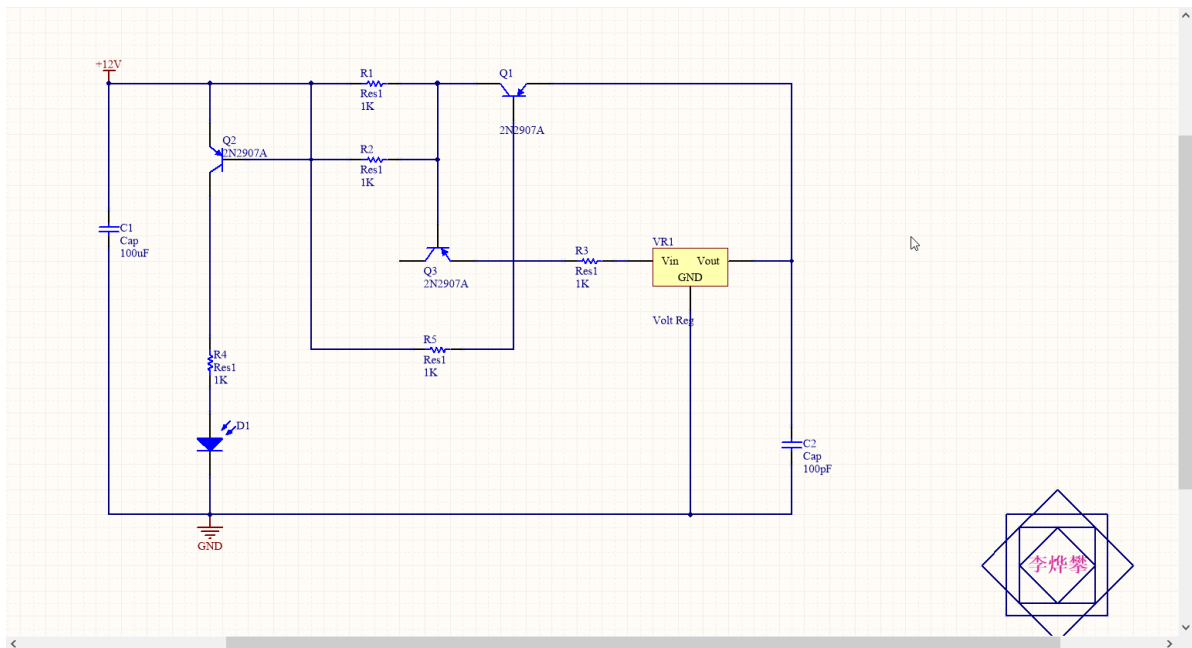 +12V
R1
Res1
1K
Q1
2N2907A
Q2
2N2907A
R2
Res1
1K
C1
Cap
100uF
Q3
2N2907A
R3
Res1
1K
VR1
Vin Vout
GND
Volt Reg
R5
Res1
1K
R4
Res1
1K
D1
C2
Cap
100pF
GND
李烨攀